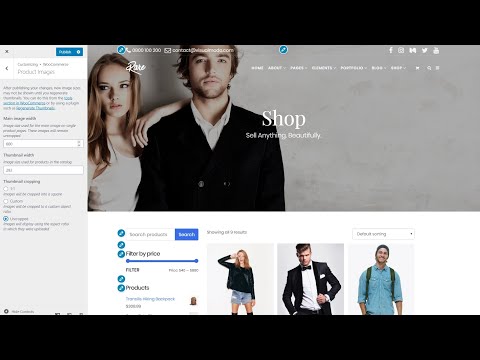 Publish
Customizing ▸ WooCommerce
Product Images
After publishing your changes, new image sizes
may not be shown until you
regenerate thumbnails. You can do this from the tools
section in WooCommerce or by using a plugin
such as Regenerate Thumbnails.
Main image width
Image size used for the main image on single
product pages. These images will remain
uncropped.
600
Thumbnail width
Image size used for products in the catalog.
Thumbnail cropping
1:1
Images will be cropped into a square
Custom
Images will be cropped to a custom aspect
ratio
Uncropped
Images will display using the aspect ratio
in which they were uploaded
Hide Controls
0800 100 200
contact@visualmodo.com
Rare
HOME ABOUT PAGES ELEMENTS PORTFOLIO BLOG SHOP
Shop
Sell Anything, Beautifully.
Search products
Search
Showing all 9 results
Default sorting
Filter by price
FILTER
Price: $40 — $860
Products
Translix Hiking Backpack